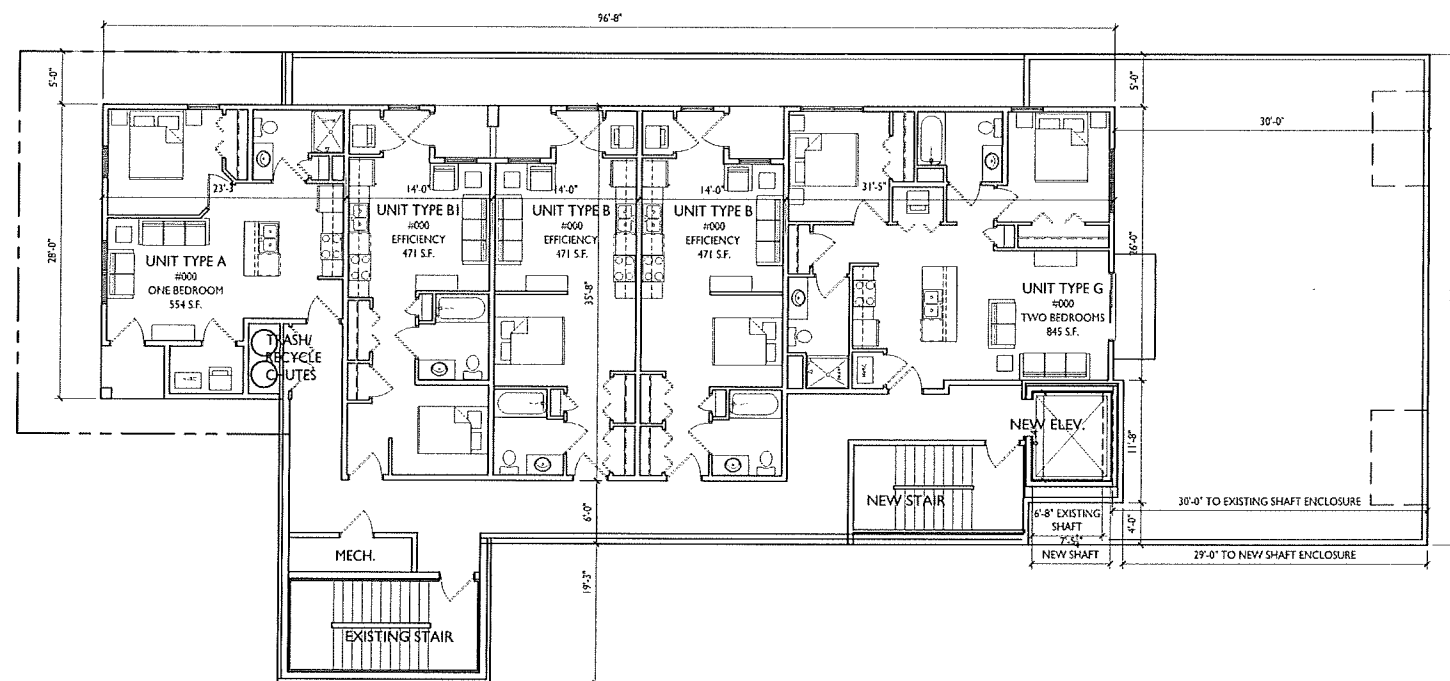 96'-8"
5'-0"
5'-0"
30'-0"
23'-5"
14'-0"
14'-0"
14'-0"
31'-5"
28'-0"
26'-0"
35'-8"
UNIT TYPE A
#000
ONE BEDROOM
554 S.F.
UNIT TYPE B1
#000
EFFICIENCY
471 S.F.
UNIT TYPE B
#000
EFFICIENCY
471 S.F.
UNIT TYPE B
#000
EFFICIENCY
471 S.F.
UNIT TYPE G
#000
TWO BEDROOMS
845 S.F.
TRASH/
RECYCLE
CHUTES
NEW ELEV.
11'-8"
NEW STAIR
6'-0"
4'-0"
30'-0" TO EXISTING SHAFT ENCLOSURE
6'-8" EXISTING
SHAFT
NEW SHAFT
29'-0" TO NEW SHAFT ENCLOSURE
MECH.
19'-3"
EXISTING STAIR